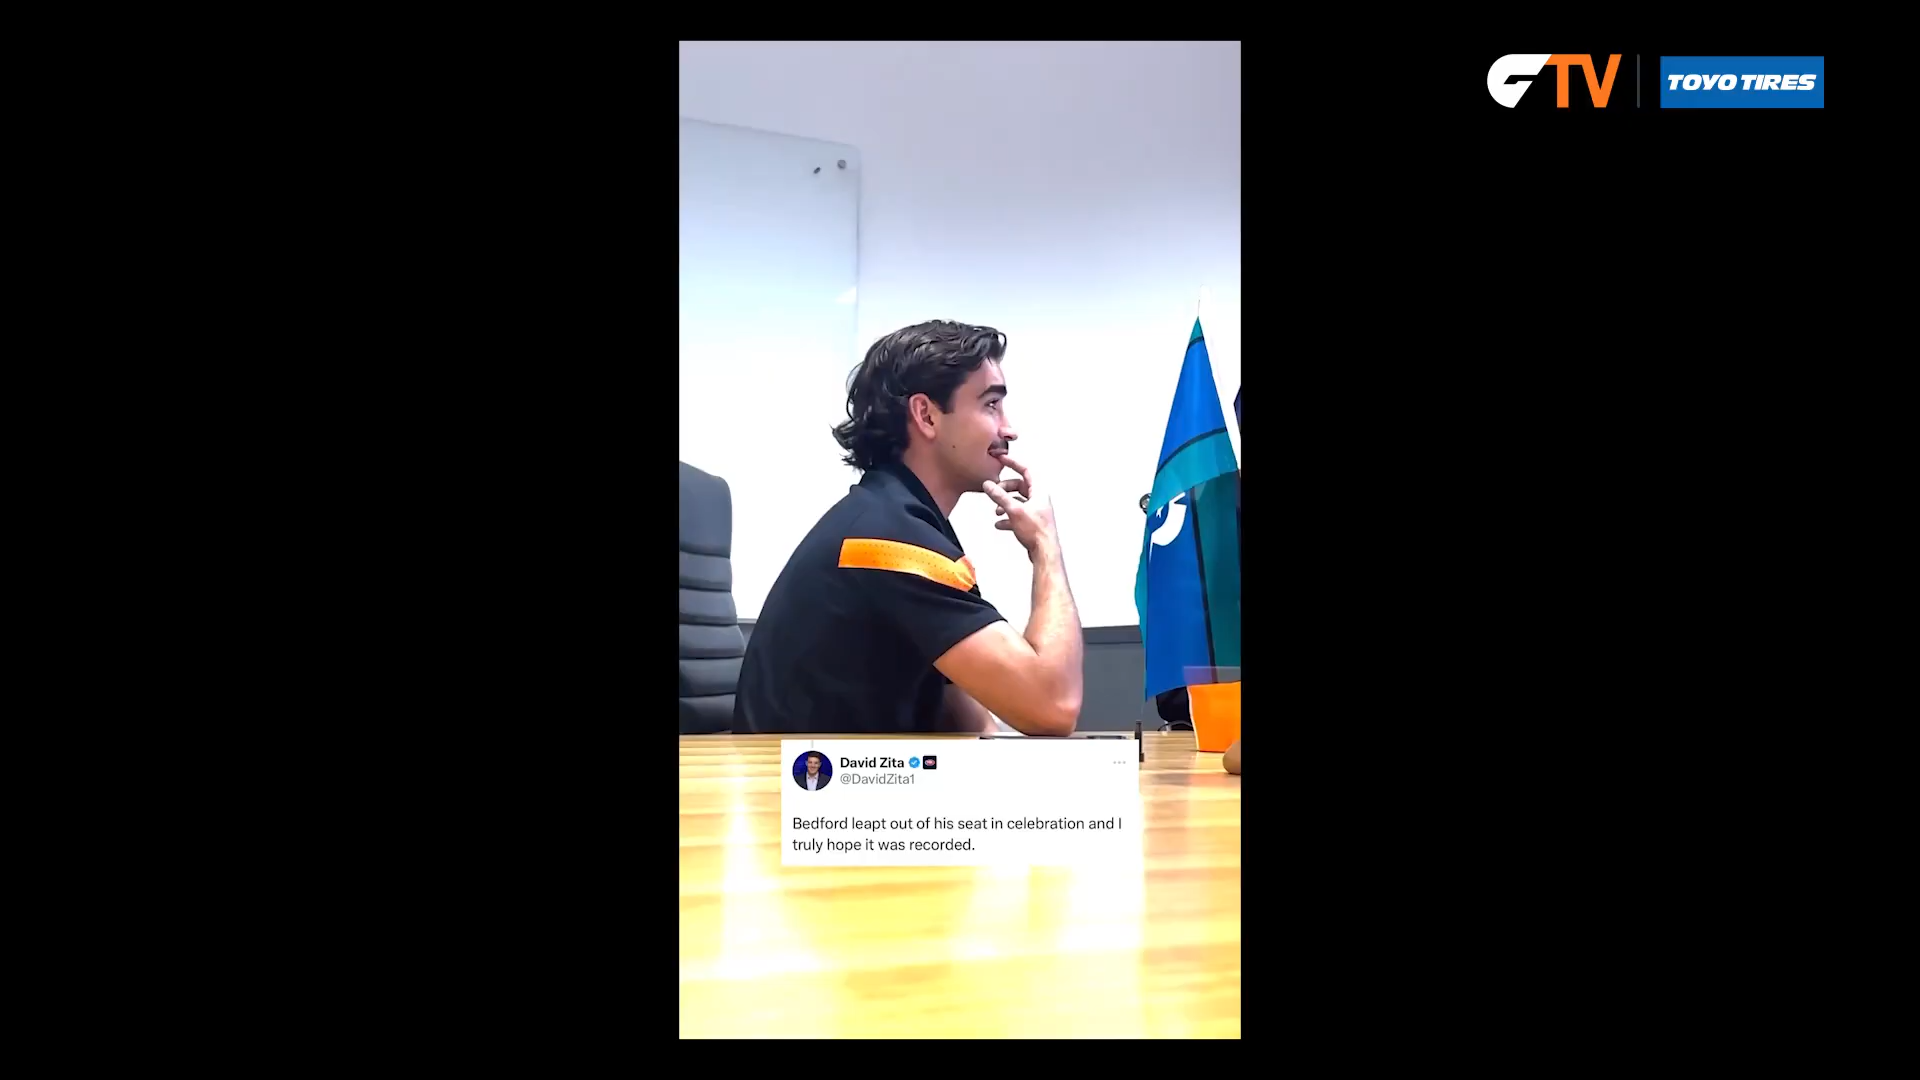 GTV
TOYO TIRES
David Zita
@DavidZita1
Bedford leapt out of his seat in celebration and I
truly hope it was recorded.